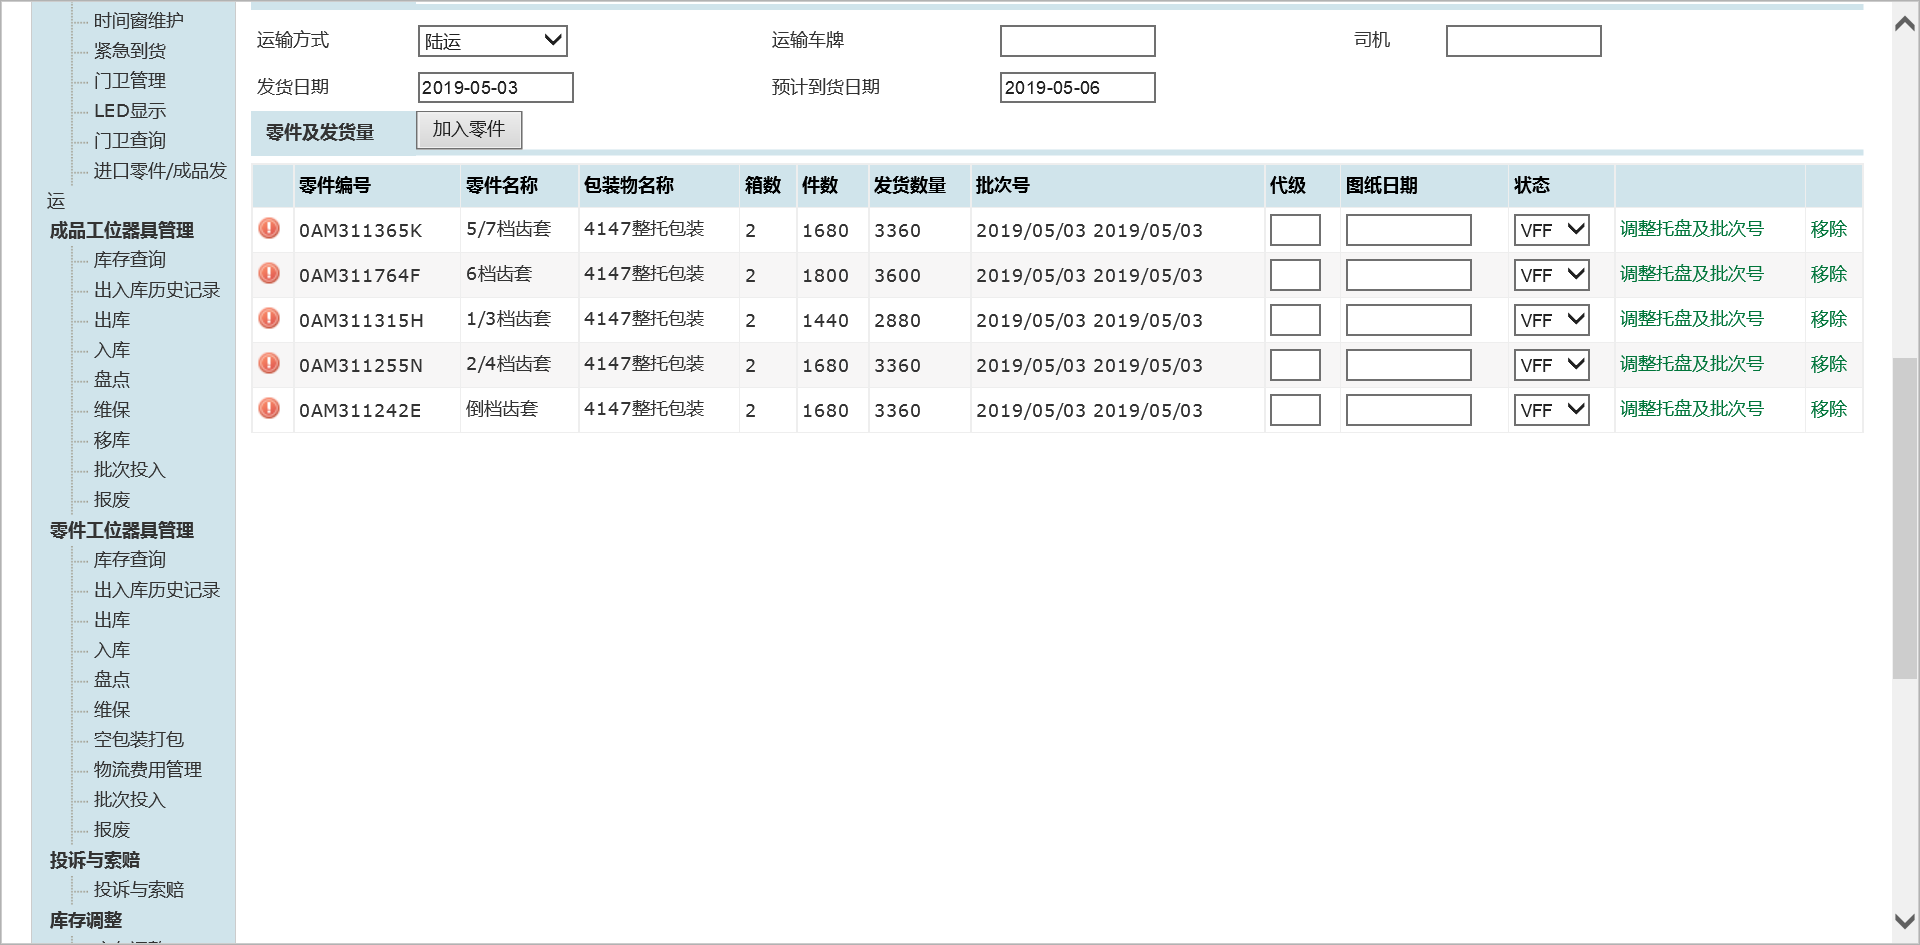 时间窗维护
紧急到货
门卫管理
LED显示
门卫查询
进口零件/成品发
运
成品工位器具管理
库存查询
出入库历史记录
出库
入库
盘点
维保
移库
批次投入
报废
零件工位器具管理
库存查询
出入库历史记录
出库
入库
盘点
维保
空包装打包
物流费用管理
批次投入
报废
投诉与索赔
投诉与索赔
库存调整
运输方式 陆运 运输车牌 司机
发货日期 2019-05-03 预计到货日期 2019-05-06
零件及发货量 加入零件
零件编号 零件名称 包装物名称 箱数 件数 发货数量 批次号 代级 图纸日期 状态
0AM311365K 5/7档齿套 4147整托包装 2 1680 3360 2019/05/03 2019/05/03 VFF 调整托盘及批次号 移除
0AM311764F 6档齿套 4147整托包装 2 1800 3600 2019/05/03 2019/05/03 VFF 调整托盘及批次号 移除
0AM311315H 1/3档齿套 4147整托包装 2 1440 2880 2019/05/03 2019/05/03 VFF 调整托盘及批次号 移除
0AM311255N 2/4档齿套 4147整托包装 2 1680 3360 2019/05/03 2019/05/03 VFF 调整托盘及批次号 移除
0AM311242E 倒档齿套 4147整托包装 2 1680 3360 2019/05/03 2019/05/03 VFF 调整托盘及批次号 移除